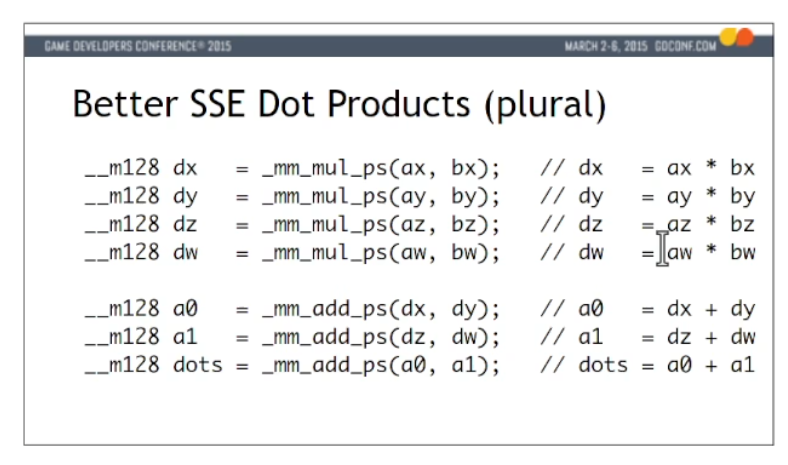 GAME DEVELOPERS CONFERENCE® 2015 MARCH 2-6, 2015 GDCONF.COM
Better SSE Dot Products (plural)
__m128 dx   = _mm_mul_ps(ax, bx);   // dx   = ax * bx
__m128 dy   = _mm_mul_ps(ay, by);   // dy   = ay * by
__m128 dz   = _mm_mul_ps(az, bz);   // dz   = az * bz
__m128 dw   = _mm_mul_ps(aw, bw);   // dw   = aw * bw
__m128 a0   = _mm_add_ps(dx, dy);   // a0   = dx + dy
__m128 a1   = _mm_add_ps(dz, dw);   // a1   = dz + dw
__m128 dots = _mm_add_ps(a0, a1);   // dots = a0 + a1